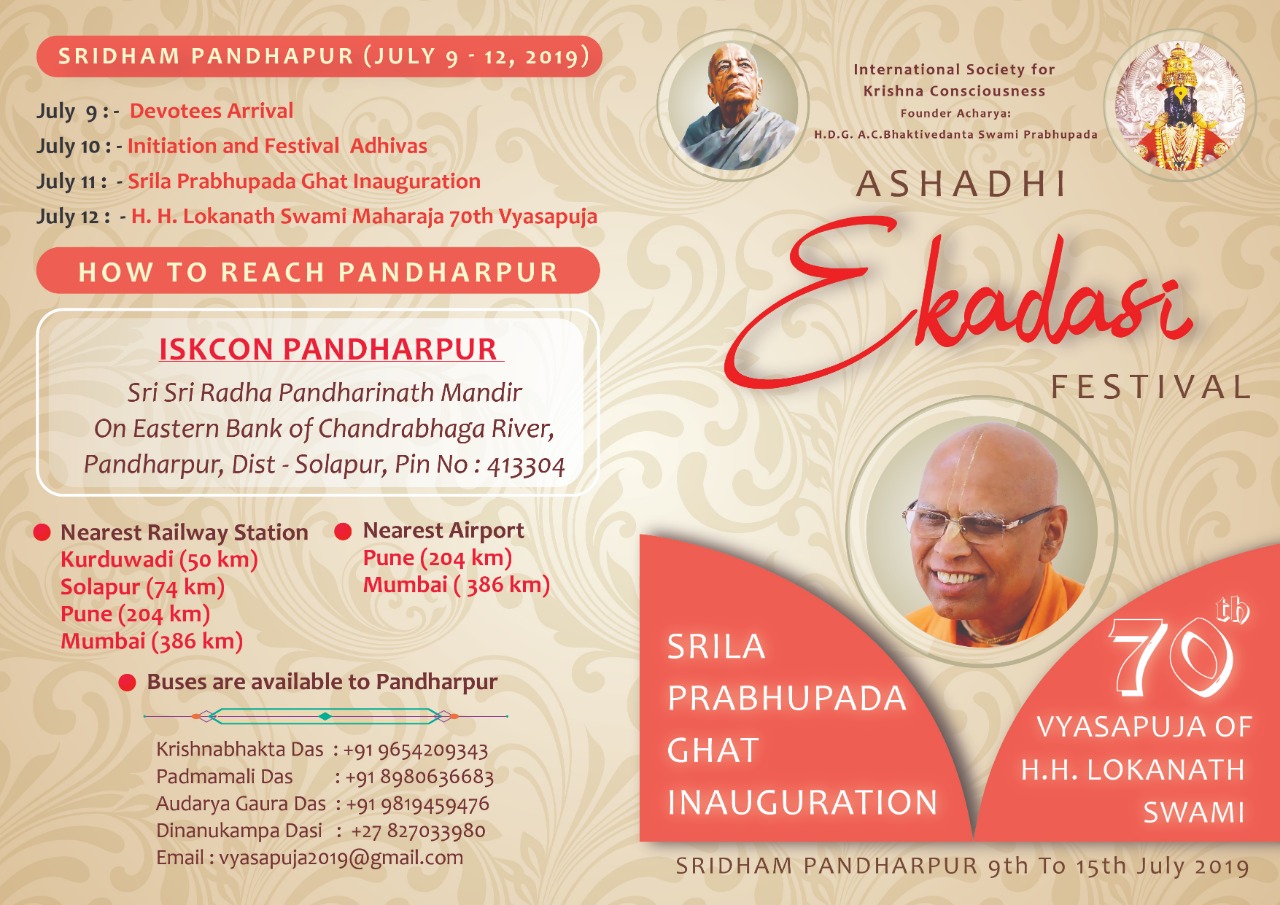 SRIDHAM PANDHAPUR (JULY 9 - 12, 2019)
July 9 : - Devotees Arrival
July 10 : - Initiation and Festival Adhivas
July 11 : - Srila Prabhupada Ghat Inauguration
July 12 : - H. H. Lokanath Swami Maharaja 70th Vyasapuja
HOW TO REACH PANDHARPUR
ISKCON PANDHARPUR
Sri Sri Radha Pandharinath Mandir
On Eastern Bank of Chandrabhaga River,
Pandharpur, Dist - Solapur, Pin No : 413304
Nearest Railway Station
Kurduwadi (50 km)
Solapur (74 km)
Pune (204 km)
Mumbai (386 km)
Nearest Airport
Pune (204 km)
Mumbai ( 386 km)
Buses are available to Pandharpur
Krishnabhakta Das : +91 9654209343
Padmamali Das : +91 8980636683
Audarya Gaura Das : +91 9819459476
Dinanukampa Dasi : +27 827033980
Email : vyasapuja2019@gmail.com
International Society for
Krishna Consciousness
Founder Acharya:
H.D.G. A.C.Bhaktivedanta Swami Prabhupada
ASHADHI
Ekadasi
FESTIVAL
SRILA
PRABHUPADA
GHAT
INAUGURATION
70th
VYASAPUJA OF
H.H. LOKANATH
SWAMI
SRIDHAM PANDHARPUR 9th To 15th July 2019